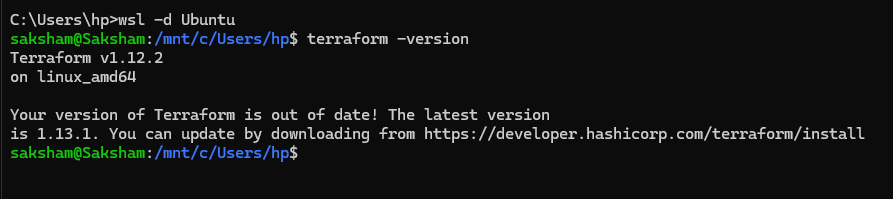 C:\Users\hp>wsl -d Ubuntu
saksham@Saksham:/mnt/c/Users/hp$ terraform -version
Terraform v1.12.2
on linux_amd64
Your version of Terraform is out of date! The latest version
is 1.13.1. You can update by downloading from https://developer.hashicorp.com/terraform/install
saksham@Saksham:/mnt/c/Users/hp$